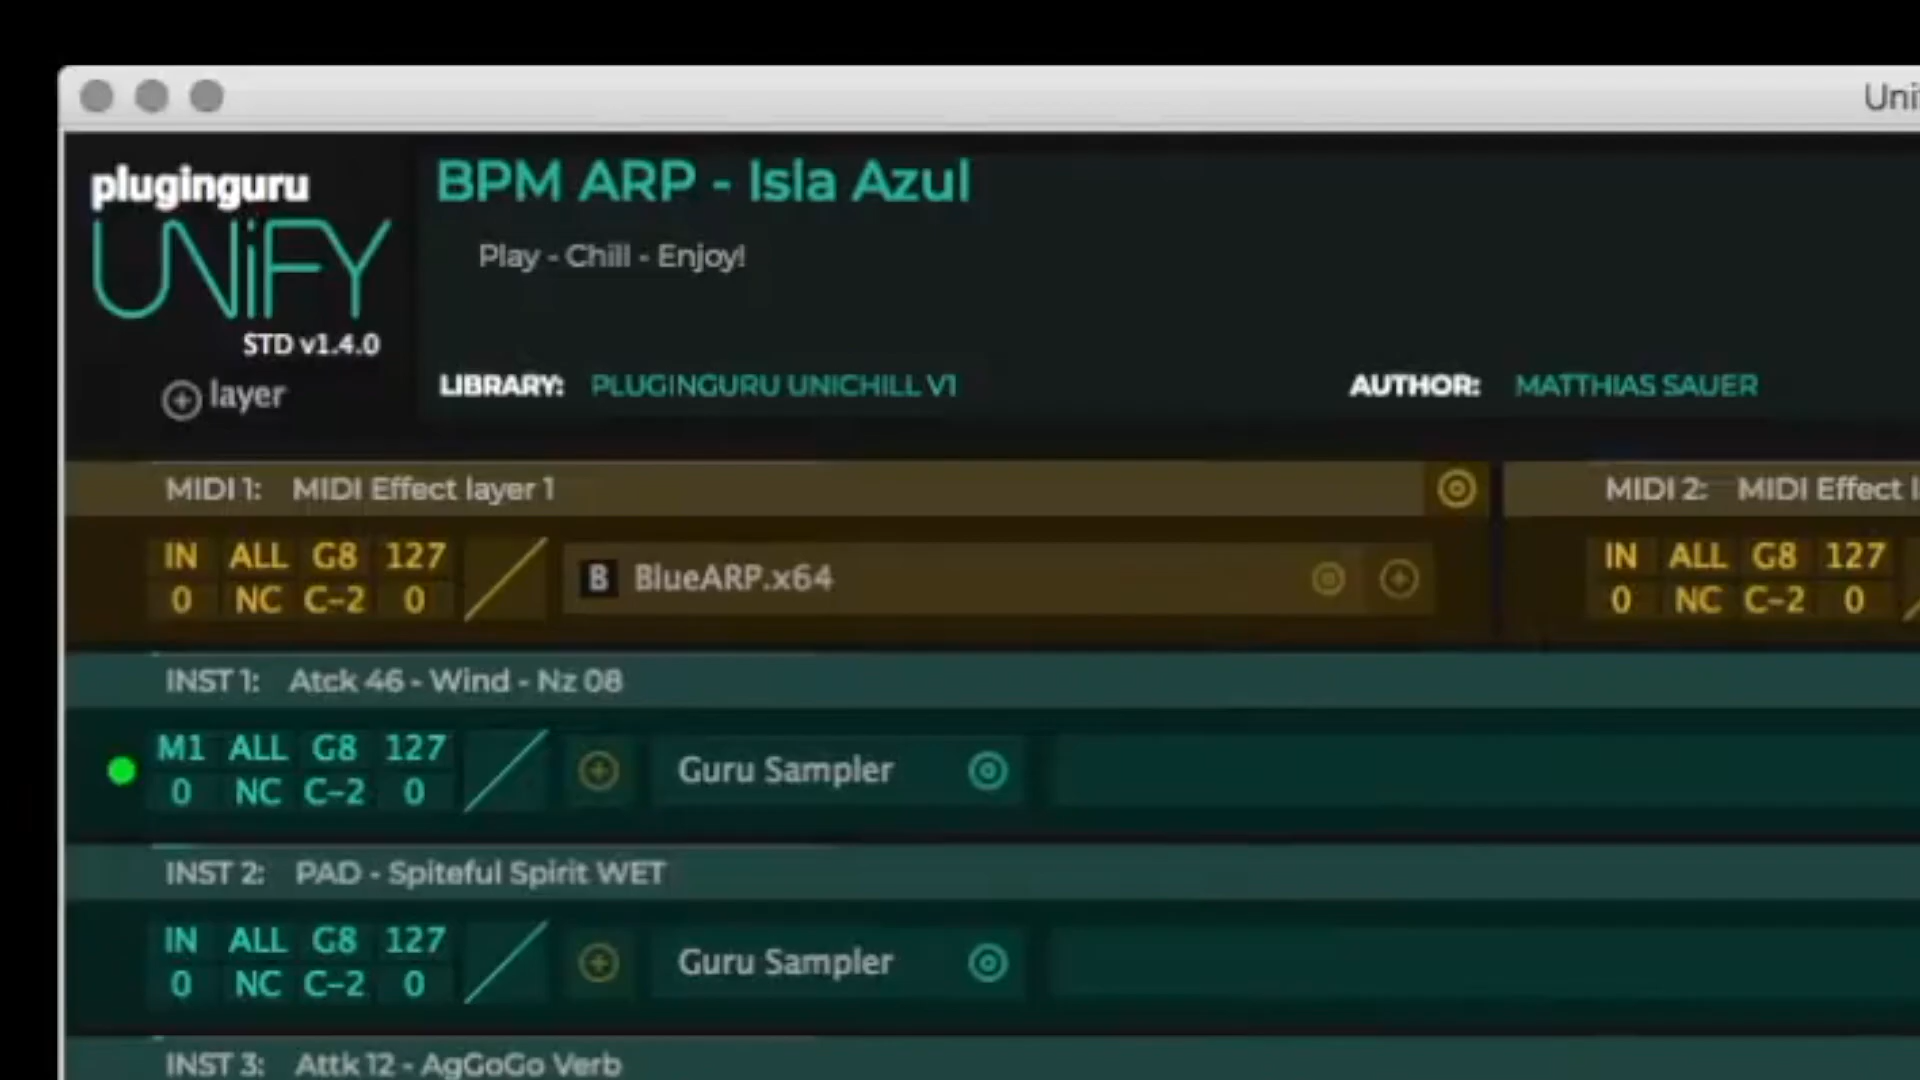 Uni
pluginguru
UNiFY
STD v1.4.0
layer
BPM ARP - Isla Azul
Play - Chill - Enjoy!
LIBRARY: PLUGINGURU UNICHILL V1
AUTHOR: MATTHIAS SAUER
MIDI 1: MIDI Effect layer 1
MIDI 2: MIDI Effect l
IN ALL G8 127
0 NC C-2 0
B BlueARP.x64
IN ALL G8 127
0 NC C-2 0
INST 1: Atck 46 - Wind - Nz 08
M1 ALL G8 127
0 NC C-2 0
Guru Sampler
INST 2: PAD - Spiteful Spirit WET
IN ALL G8 127
0 NC C-2 0
Guru Sampler
INST 3: Attk 12 - AgGoGo Verb